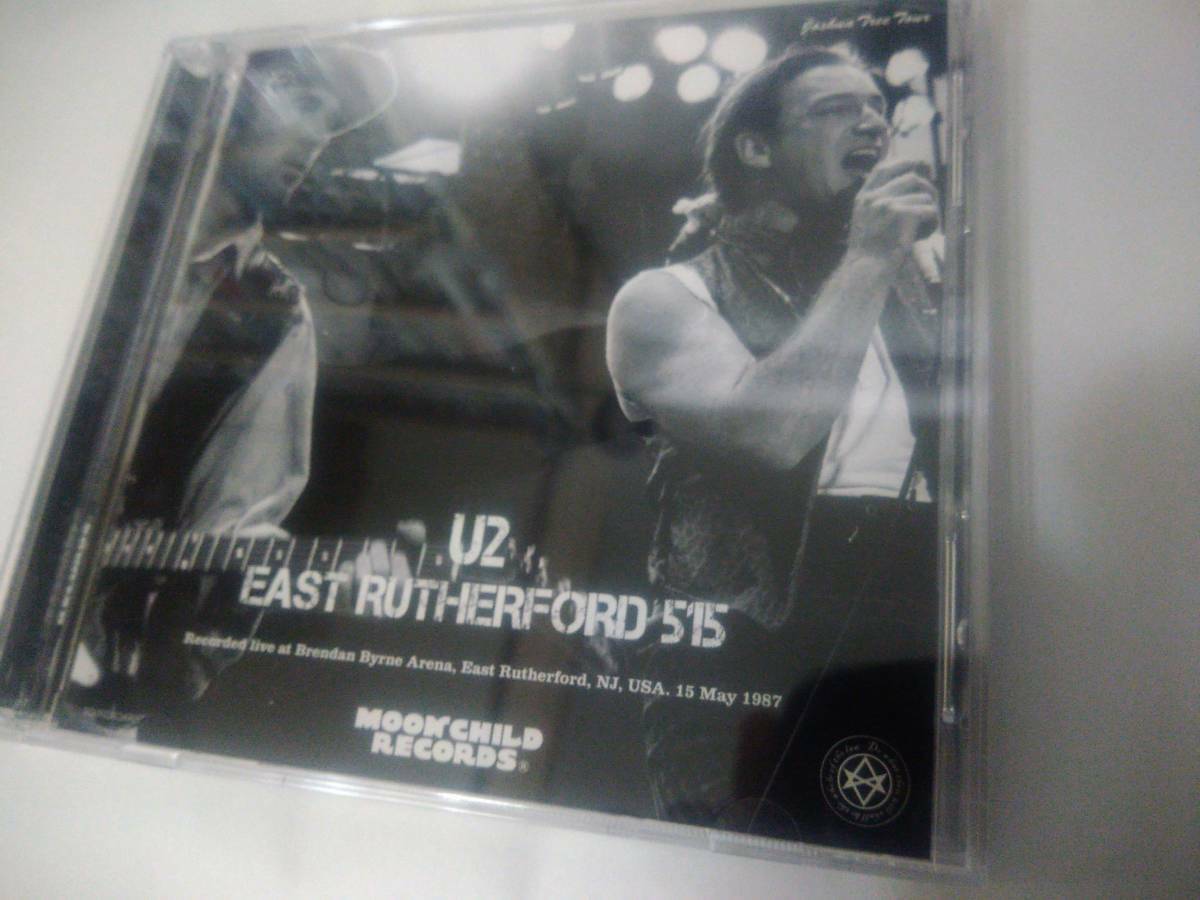 Joshua Tree Tour
U2
EAST RUTHERFORD 515
Recorded live at Brendan Byrne Arena, East Rutherford, NJ, USA. 15 May 1987
MOONCHILD
RECORDS®